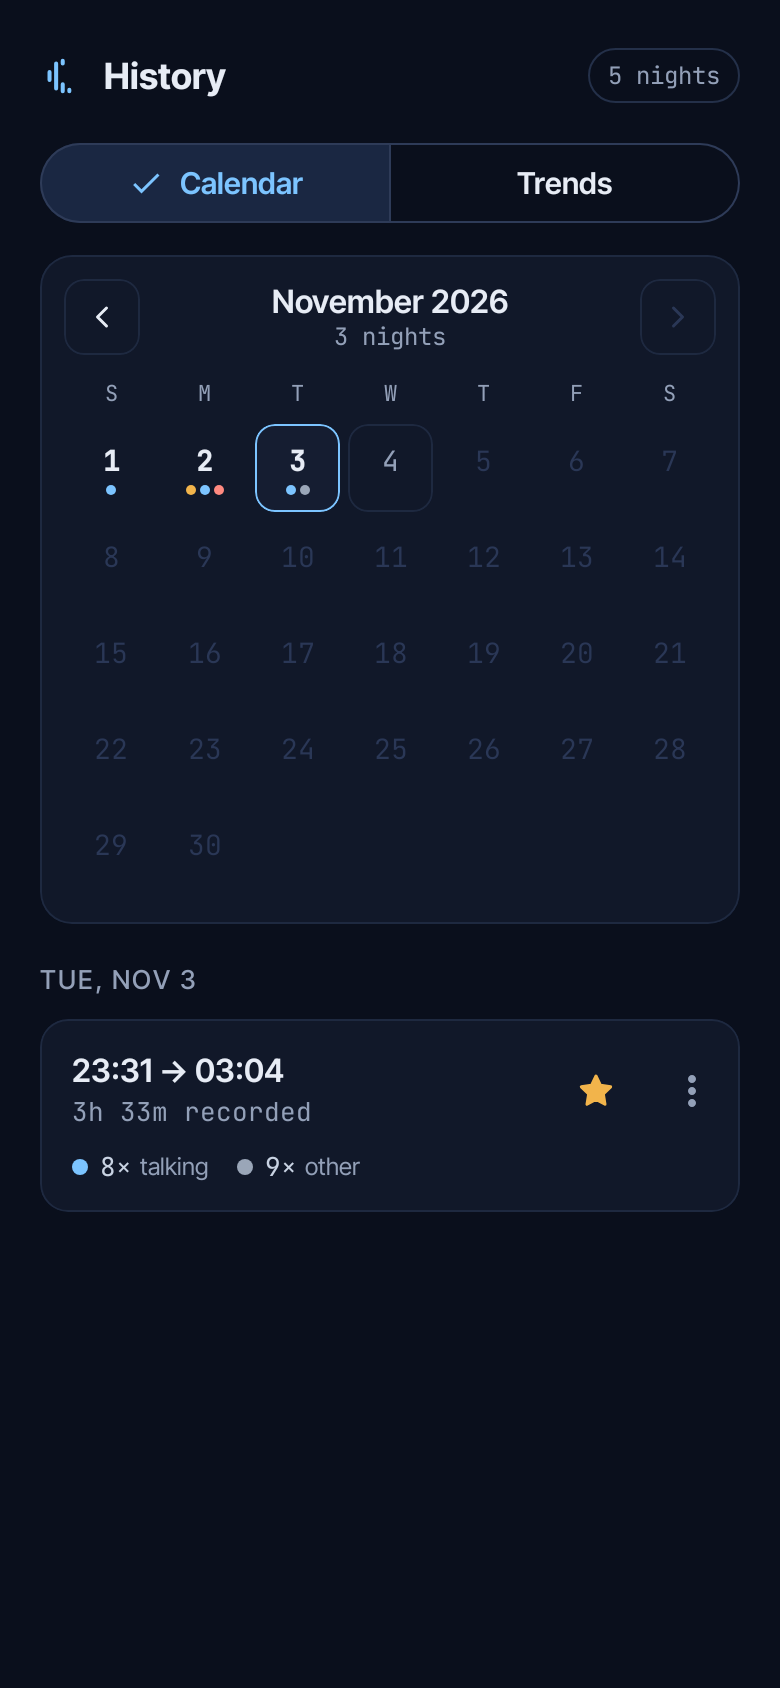 History
5 nights
Calendar
Trends
November 2026
3 nights
S M T W T F S
1 2 3 4 5 6 7
8 9 10 11 12 13 14
15 16 17 18 19 20 21
22 23 24 25 26 27 28
29 30
TUE, NOV 3
23:31 → 03:04
3h 33m recorded
8× talking 9× other